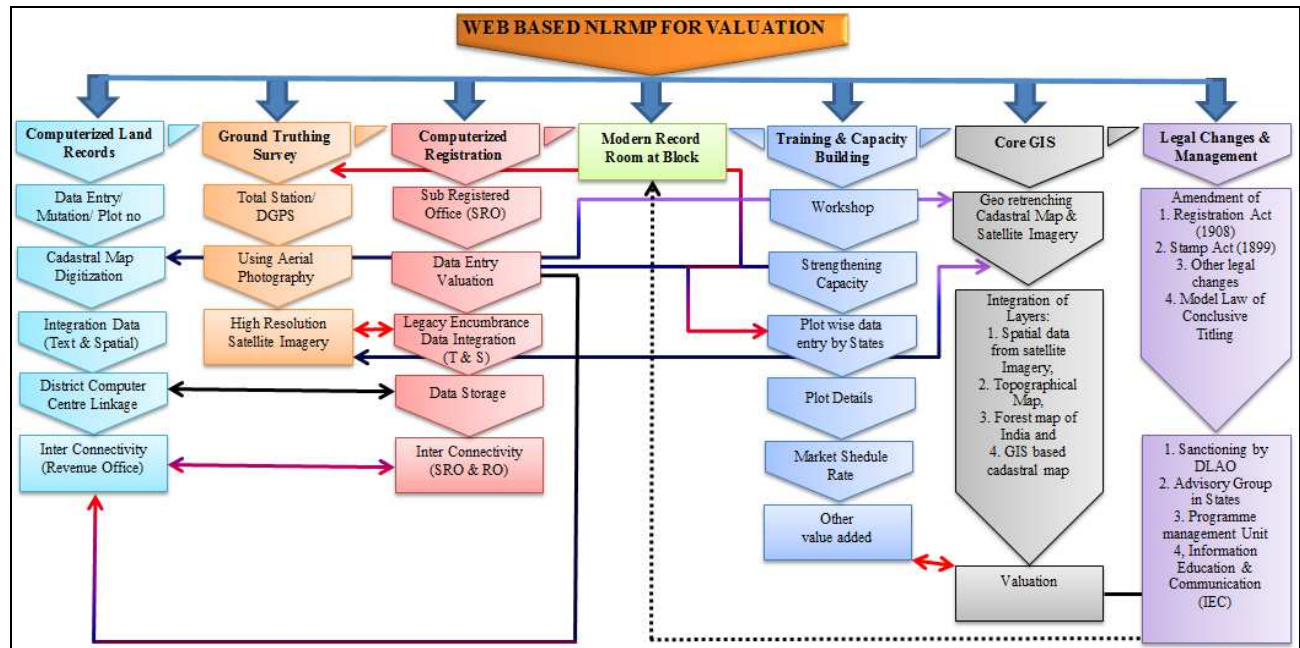 WEB BASED NLRMP FOR VALUATION
Computerized Land
Records
Data Entry/
Mutation/ Plot no
Cadastral Map
Digitization
Integration Data
(Text & Spatial)
District Computer
Centre Linkage
Inter Connectivity
(Revenue Office)
Ground Truthing
Survey
Total Station/
DGPS
Using Aerial
Photography
High Resolution
Satellite Imagery
Computerized
Registration
Sub Registered
Office (SRO)
Data Entry
Valuation
Legacy Encumbrance
Data Integration
(T & S)
Data Storage
Inter Connectivity
(SRO & RO)
Modern Record
Room at Block
Training & Capacity
Building
Workshop
Strengthening
Capacity
Plot wise data
entry by States
Plot Details
Market Shedule
Rate
Other
value added
Core GIS
Geo retrenching
Cadastral Map &
Satellite Imagery
Integration of
Layers:
1. Spatial data
from satellite
Imagery,
2. Topographical
Map,
3. Forest map of
India and
4. GIS based
cadastral map
Valuation
Legal Changes &
Management
Amendment of
1. Registration Act
(1908)
2. Stamp Act (1899)
3. Other legal
changes
4. Model Law of
Conclusive
Titling
1. Sanctioning by
DLAO
2. Advisory Group
in States
3. Programme
management Unit
4, Information
Education &
Communication
(IEC)